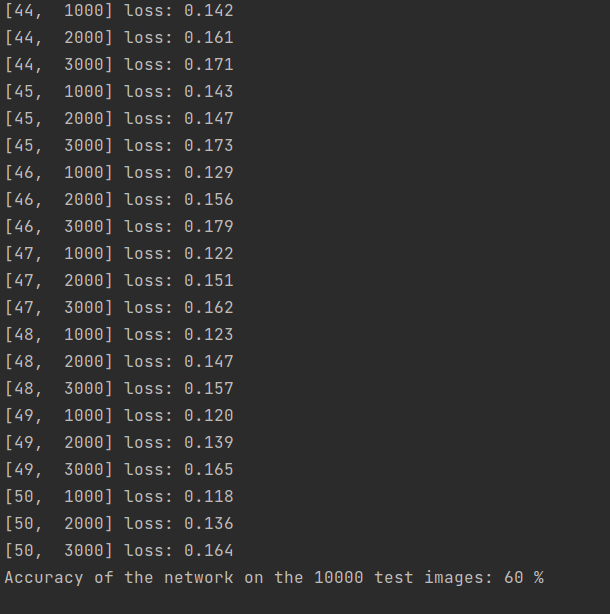 [44,  1000] loss: 0.142
[44,  2000] loss: 0.161
[44,  3000] loss: 0.171
[45,  1000] loss: 0.143
[45,  2000] loss: 0.147
[45,  3000] loss: 0.173
[46,  1000] loss: 0.129
[46,  2000] loss: 0.156
[46,  3000] loss: 0.179
[47,  1000] loss: 0.122
[47,  2000] loss: 0.151
[47,  3000] loss: 0.162
[48,  1000] loss: 0.123
[48,  2000] loss: 0.147
[48,  3000] loss: 0.157
[49,  1000] loss: 0.120
[49,  2000] loss: 0.139
[49,  3000] loss: 0.165
[50,  1000] loss: 0.118
[50,  2000] loss: 0.136
[50,  3000] loss: 0.164
Accuracy of the network on the 10000 test images: 60 %